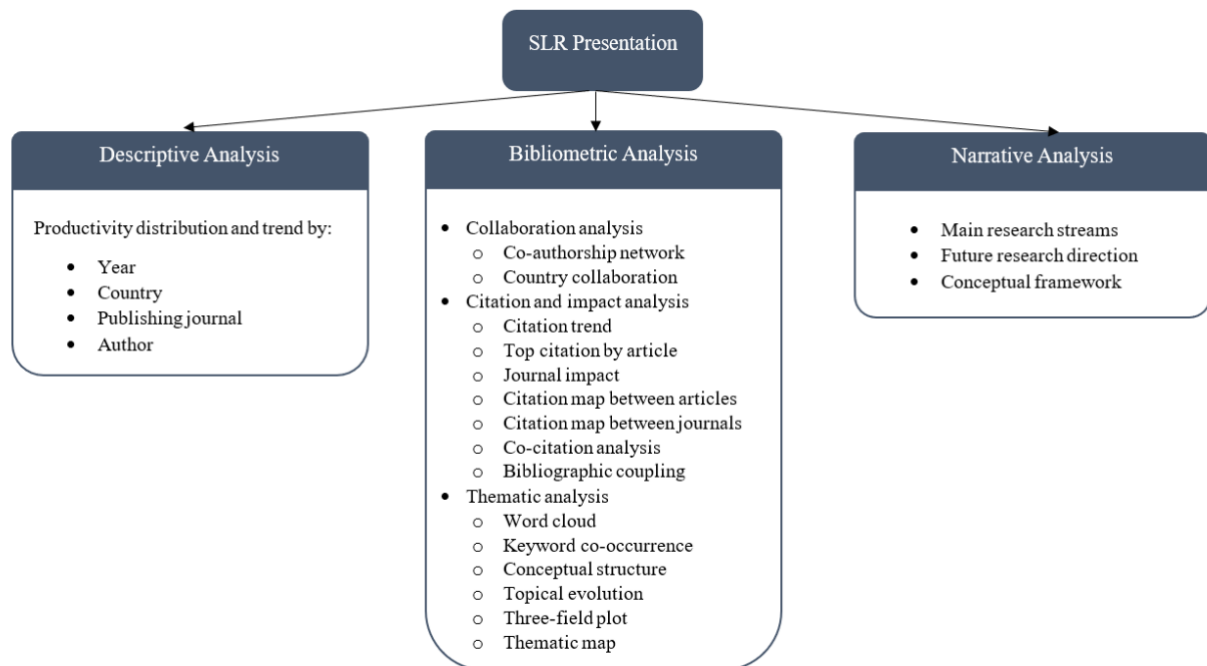 SLR Presentation
Descriptive Analysis
Productivity distribution and trend by:
• Year
• Country
• Publishing journal
• Author
Bibliometric Analysis
• Collaboration analysis
o Co-authorship network
o Country collaboration
• Citation and impact analysis
o Citation trend
o Top citation by article
o Journal impact
o Citation map between articles
o Citation map between journals
o Co-citation analysis
o Bibliographic coupling
• Thematic analysis
o Word cloud
o Keyword co-occurrence
o Conceptual structure
o Topical evolution
o Three-field plot
o Thematic map
Narrative Analysis
• Main research streams
• Future research direction
• Conceptual framework